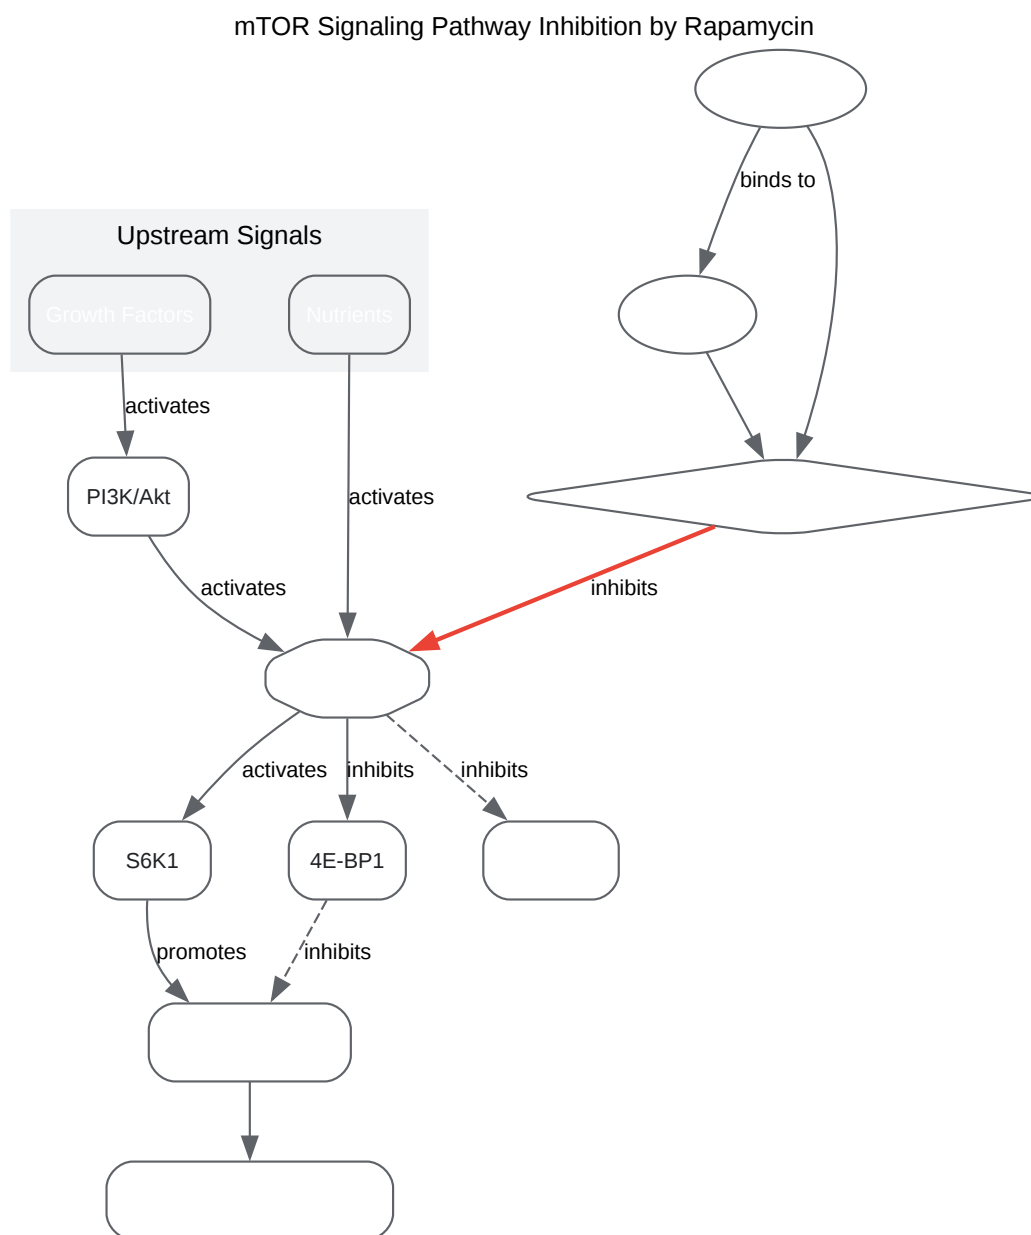 mTOR Signaling Pathway Inhibition by Rapamycin
binds to
Upstream Signals
Growth Factors
Nutrients
activates
PI3K/Akt
activates
activates
inhibits
activates
inhibits
inhibits
S6K1
4E-BP1
promotes
inhibits